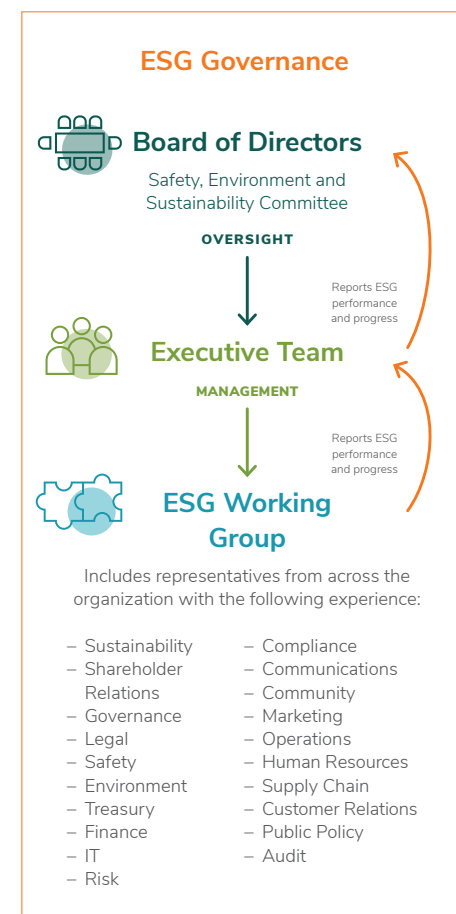 ESG Governance
Board of Directors
Safety, Environment and
Sustainability Committee
OVERSIGHT
Reports ESG
performance
and progress
Executive Team
MANAGEMENT
Reports ESG
performance
and progress
ESG Working
Group
Includes representatives from across the
organization with the following experience:
– Sustainability
– Shareholder
Relations
– Governance
– Legal
– Safety
– Environment
– Treasury
– Finance
– IT
– Risk
– Compliance
– Communications
– Community
– Marketing
– Operations
– Human Resources
– Supply Chain
– Customer Relations
– Public Policy
– Audit